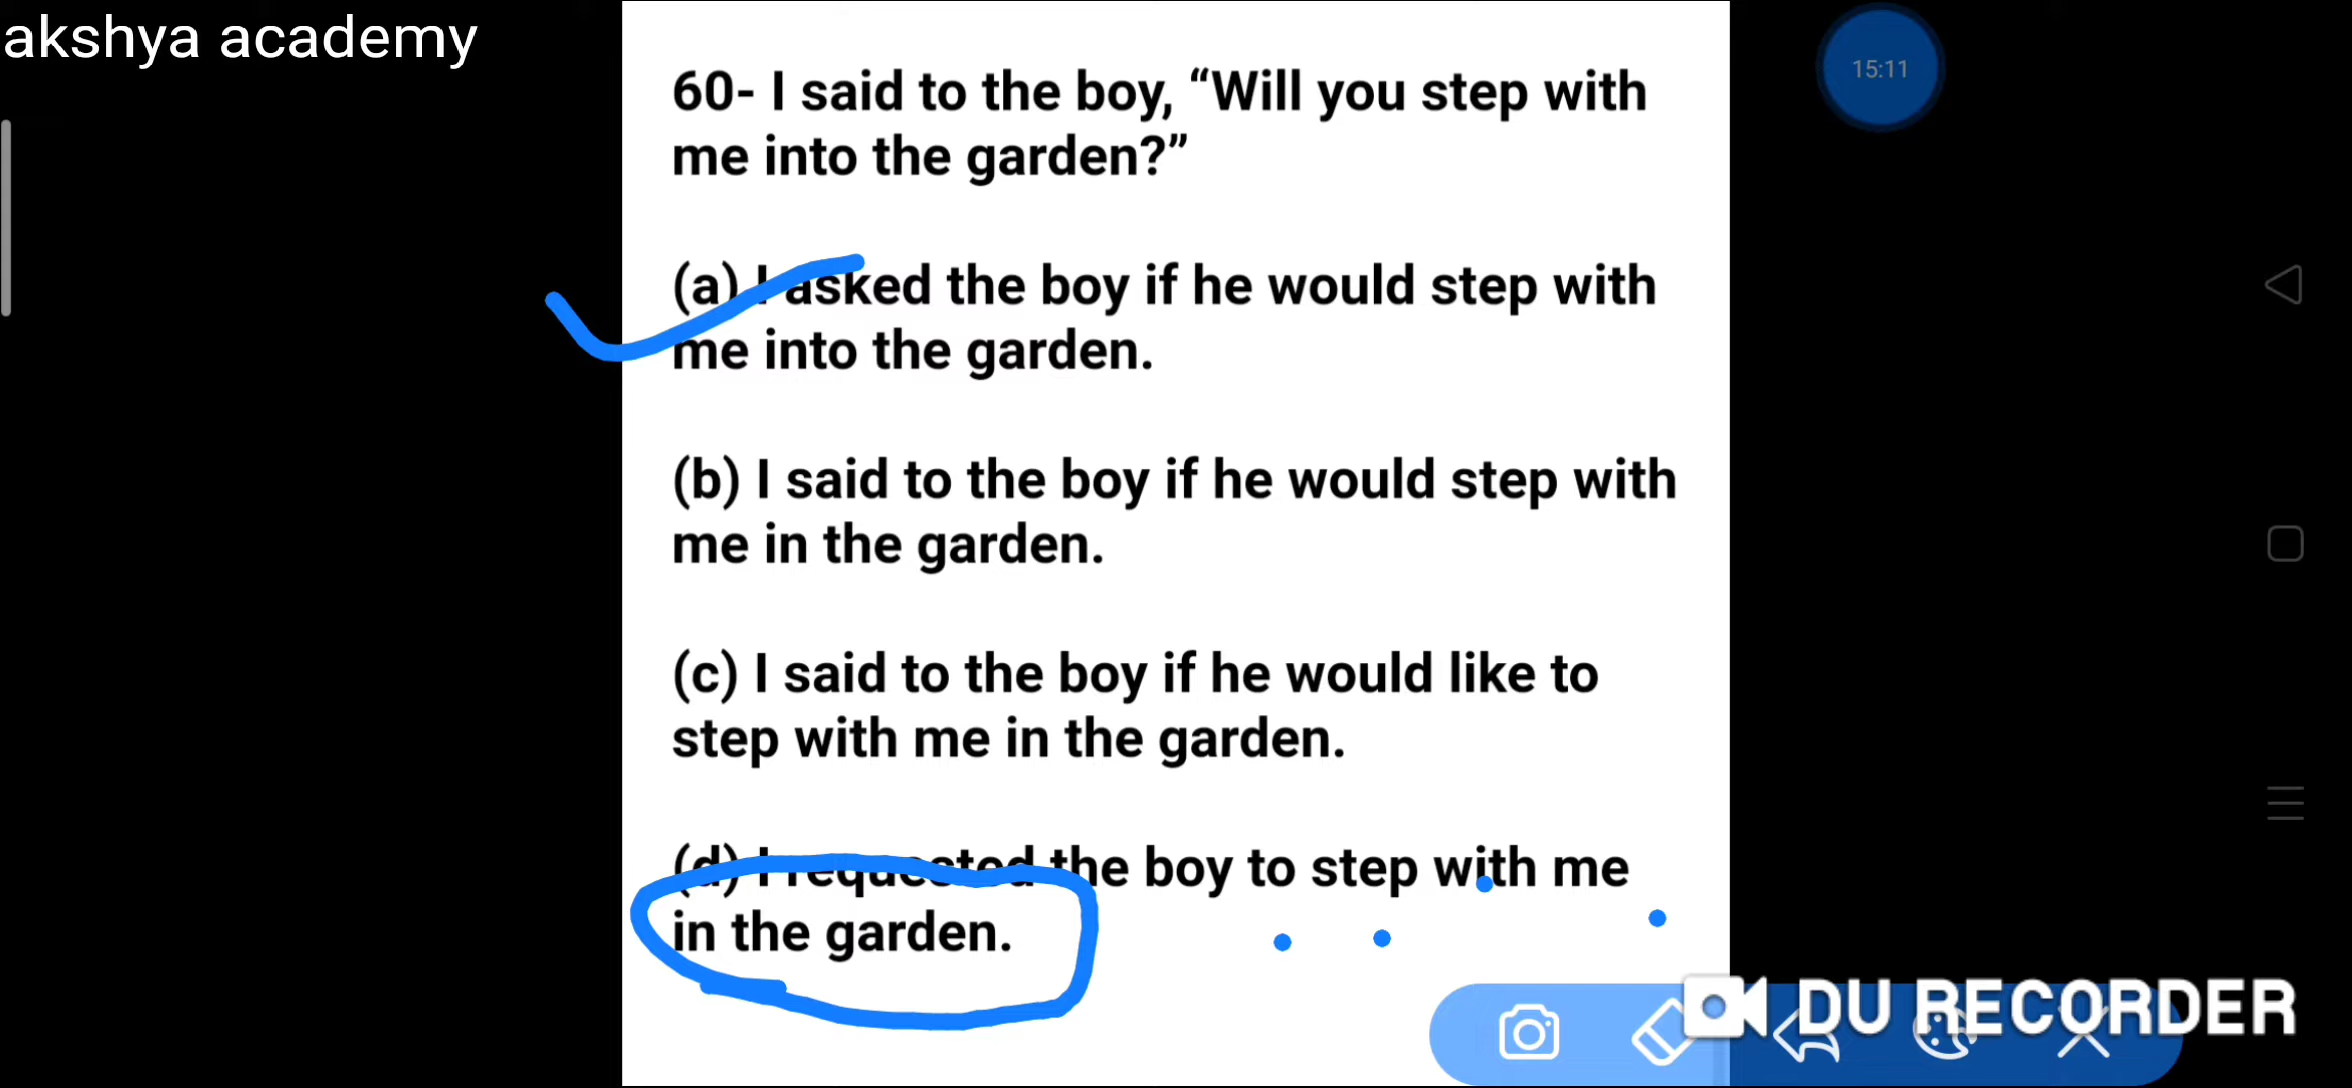 akshya academy
15:11
60- I said to the boy, “Will you step with
me into the garden?”
(a) I asked the boy if he would step with
me into the garden.
(b) I said to the boy if he would step with
me in the garden.
(c) I said to the boy if he would like to
step with me in the garden.
(d) I requested the boy to step with me
in the garden.
DU RECORDER